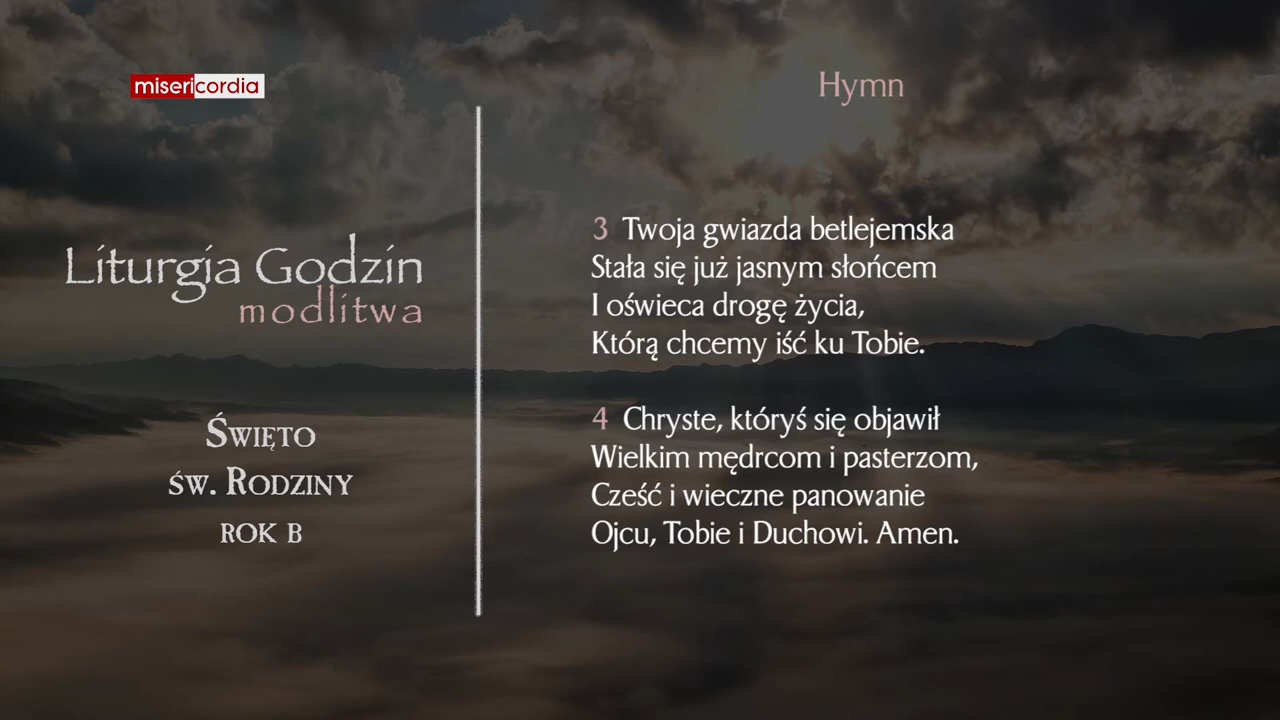 misericordia
Liturgia Godzin
modlitwa
Święto
św. Rodziny
rok B
Hymn
3 Twoja gwiazda betlejemska
Stała się już jasnym słońcem
I oświeca drogę życia,
Którą chcemy iść ku Tobie.
4 Chryste, któryś się objawił
Wielkim mędrcom i pasterzom,
Cześć i wieczne panowanie
Ojcu, Tobie i Duchowi. Amen.